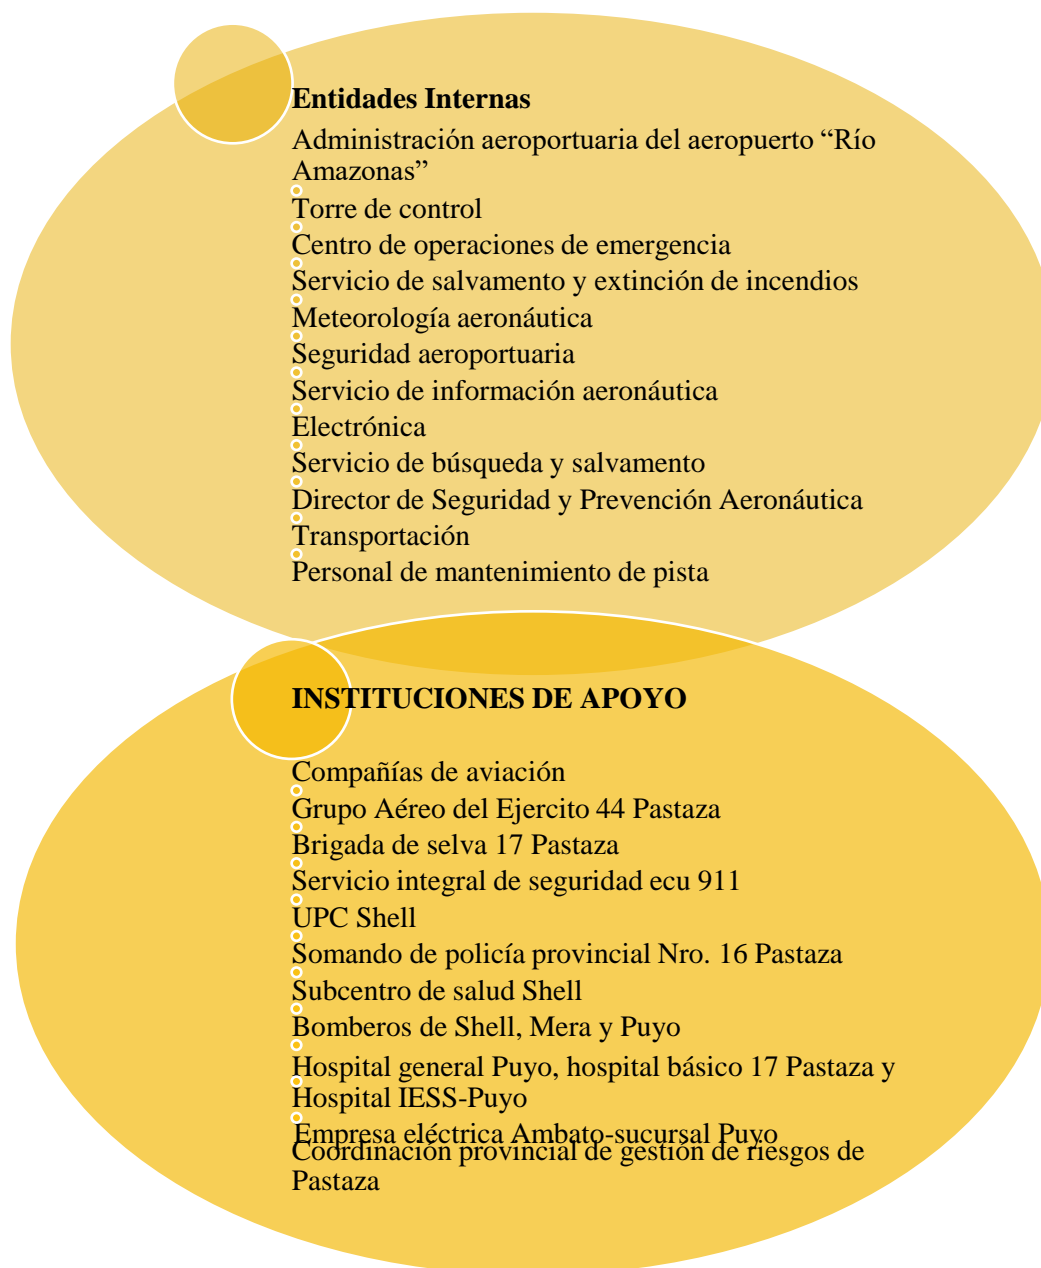 Entidades Internas
Administración aeroportuaria del aeropuerto “Río
Amazonas”
Torre de control
Centro de operaciones de emergencia
Servicio de salvamento y extinción de incendios
Meteorología aeronáutica
Seguridad aeroportuaria
Servicio de información aeronáutica
Electrónica
Servicio de búsqueda y salvamento
Director de Seguridad y Prevención Aeronáutica
Transportación
Personal de mantenimiento de pista
INSTITUCIONES DE APOYO
Compañías de aviación
Grupo Aéreo del Ejercito 44 Pastaza
Brigada de selva 17 Pastaza
Servicio integral de seguridad ecu 911
UPC Shell
Somando de policía provincial Nro. 16 Pastaza
Subcentro de salud Shell
Bomberos de Shell, Mera y Puyo
Hospital general Puyo, hospital básico 17 Pastaza y
Hospital IESS-Puyo
Empresa eléctrica Ambato-sucursal Puyo
Coordinación provincial de gestión de riesgos de
Pastaza